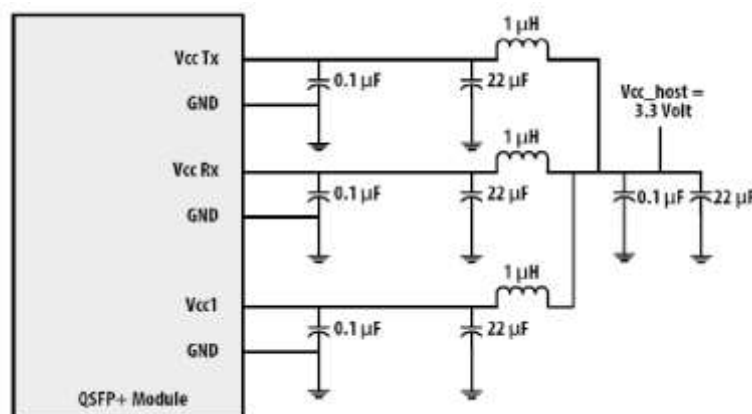 1 µH
Vcc Tx
0.1 µF
22 µF
GND
Vcc_host =
3.3 Volt
1 µH
Vcc Rx
0.1 µF
22 µF
0.1 µF
22 µF
GND
1 µH
Vcc1
0.1 µF
22 µF
GND
QSFP+ Module